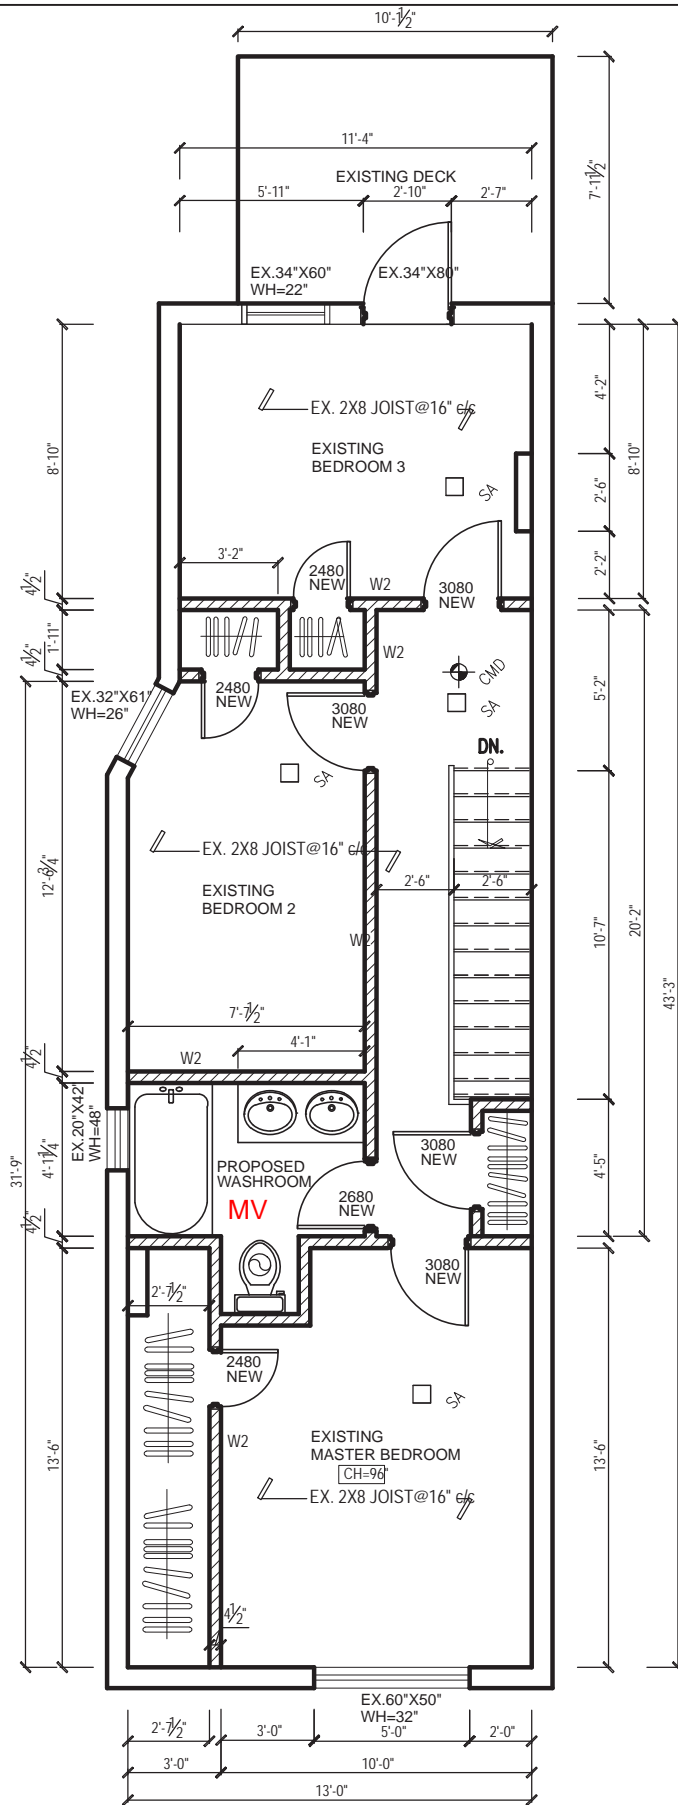 10'-1½"
11'-4"
EXISTING DECK
5'-11"
2'-10"
2'-7"
7'-11½"
EX.34"X60"
WH=22"
EX.34"X80"
EX. 2X8 JOIST@16" c/c
EXISTING
BEDROOM 3
SA
4'-2"
8'-10"
8'-10"
2'-6"
2'-2"
3'-2"
2480
NEW
W2
3080
NEW
4½"
1'-11"
4½"
W2
CMD
SA
5'-2"
EX.32"X61"
WH=26"
2480
NEW
3080
NEW
DN.
SA
EX. 2X8 JOIST@16" c/c
12'-6¾"
EXISTING
BEDROOM 2
2'-6"
2'-6"
W2
10'-7"
20'-2"
43'-3"
7'-7½"
4'-1"
W2
4½"
EX.20"X42"
WH=48"
4'-11¼"
31'-9"
4½"
PROPOSED
WASHROOM
MV
2680
NEW
3080
NEW
4'-5"
3080
NEW
2'-7½"
2480
NEW
SA
W2
EXISTING
MASTER BEDROOM
CH=96"
EX. 2X8 JOIST@16" c/c
13'-6"
13'-6"
4½"
EX.60"X50"
WH=32"
2'-7½"
3'-0"
5'-0"
2'-0"
3'-0"
10'-0"
13'-0"